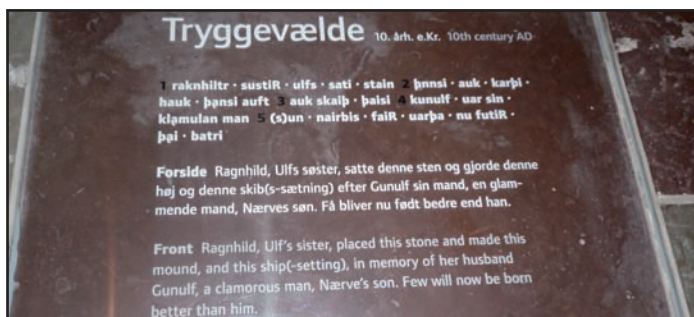 Tryggevælde 10. årh. e.Kr. 10th century AD
1 raknhiltr · sustiR · ulfs · sati · stain 2 þnnsi · auk · karþi ·
hauk · þạnsi auft 3 auk skaiþ · þaisi 4 kunulf · uar sin ·
klạmulan man 5 (s)un · nairbis · faiR · uarþa · nu futiR ·
þại · batri
Forside Ragnhild, Ulfs søster, satte denne sten og gjorde denne
høj og denne skib(s-sætning) efter Gunulf sin mand, en glam-
mende mand, Nærves søn. Få bliver nu født bedre end han.
Front Ragnhild, Ulf's sister, placed this stone and made this
mound, and this ship(-setting), in memory of her husband
Gunulf, a clamorous man, Nærve's son. Few will now be born
better than him.